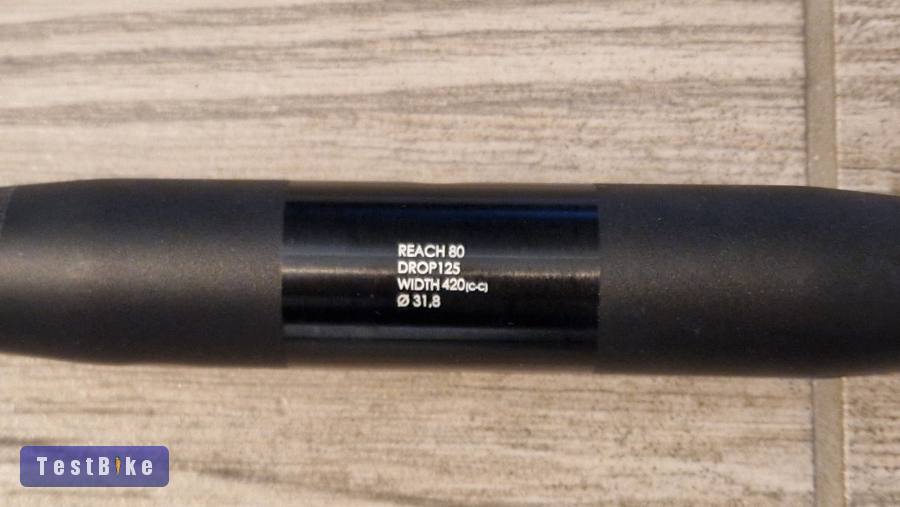 REACH 80
DROP125
WIDTH 420(C-C)
Ø 31,8
TestBike